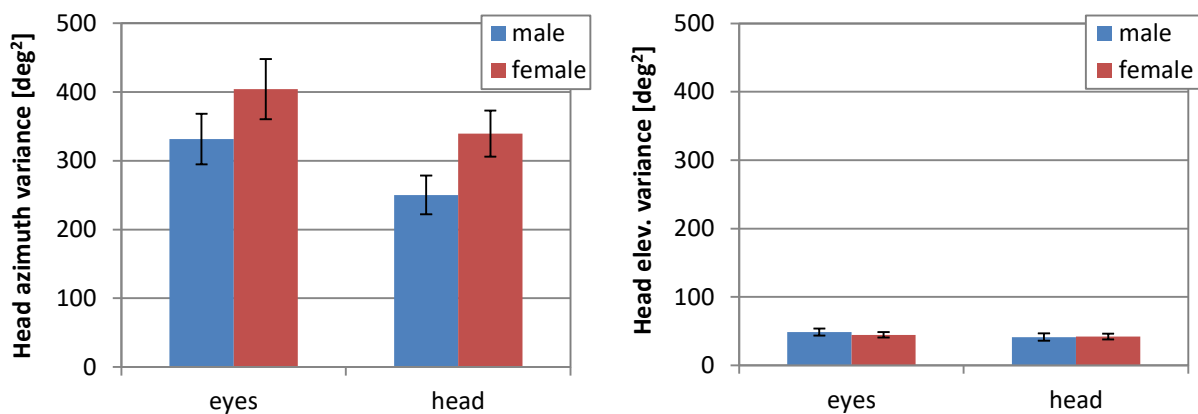 Head azimuth variance [deg²]
500
400
300
200
100
0
male
female
eyes
head
Head elev. variance [deg²]
500
400
300
200
100
0
male
female
eyes
head